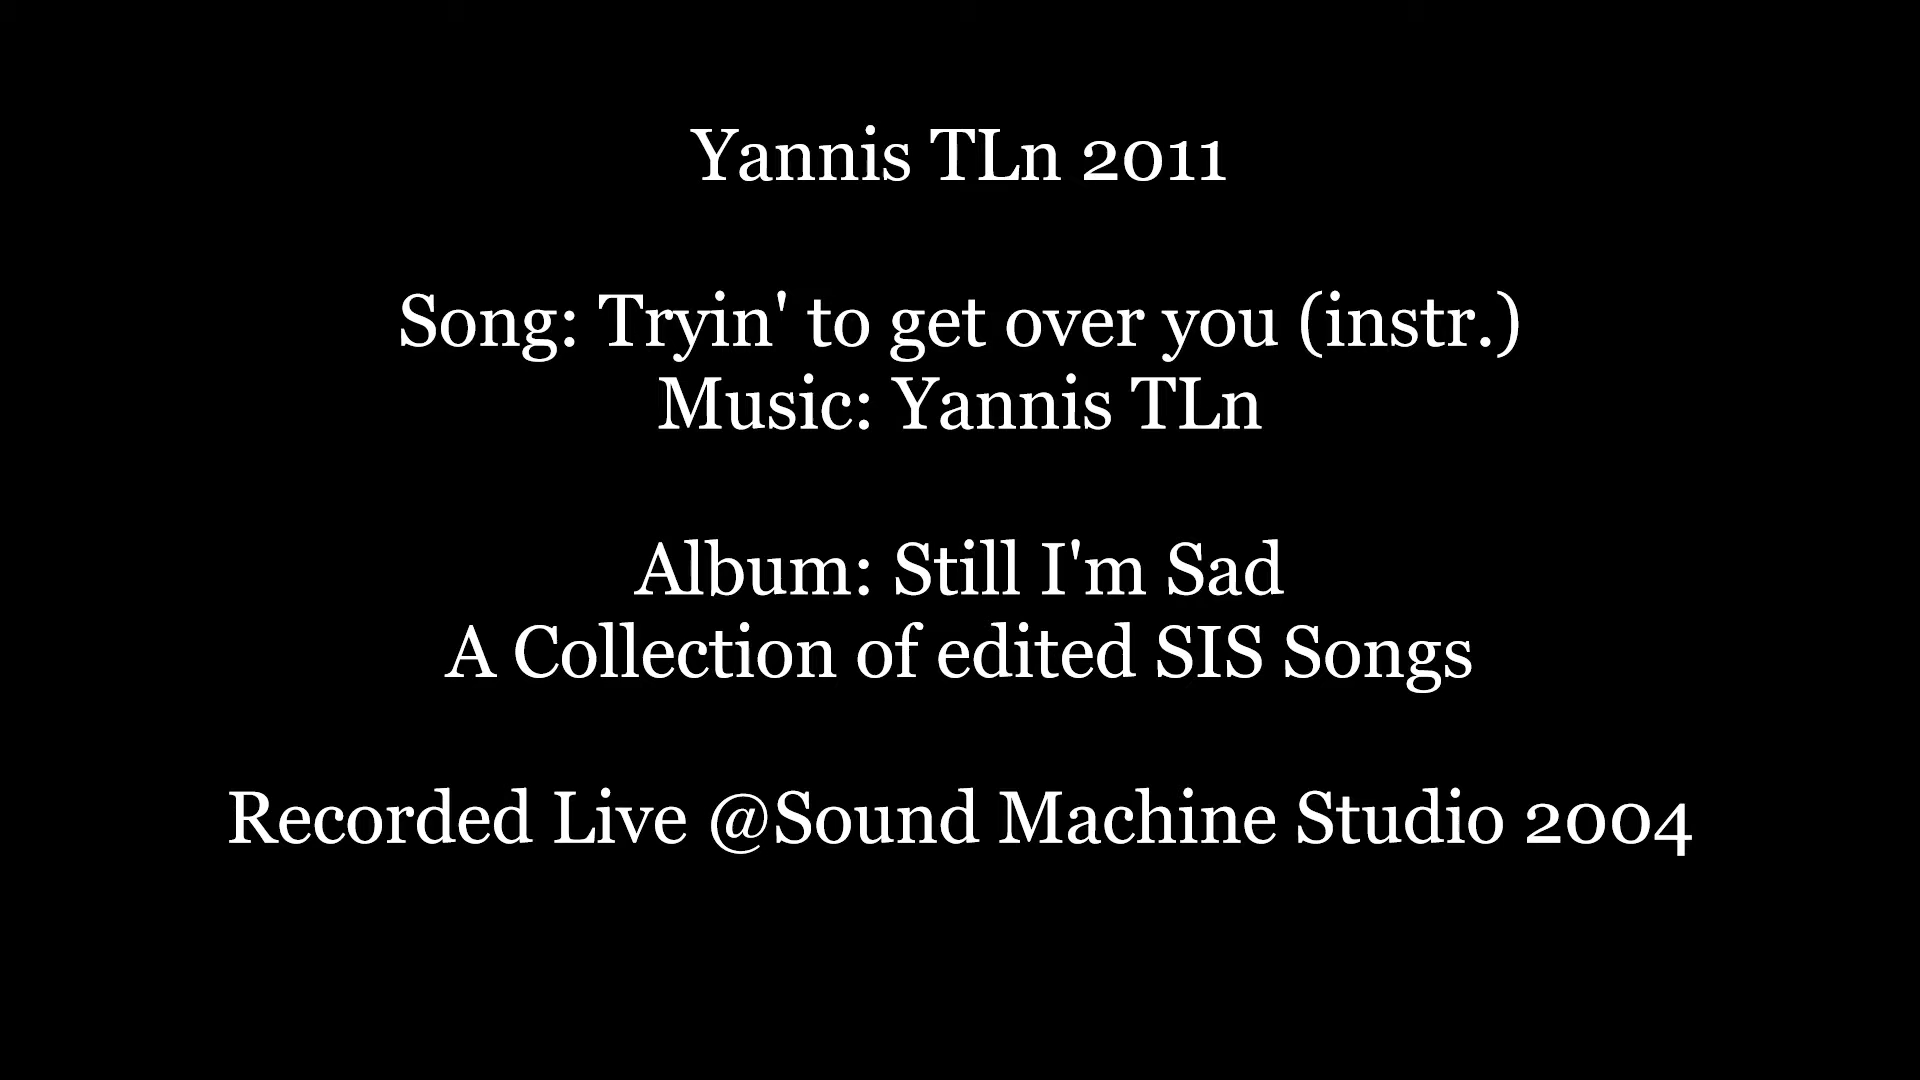 Yannis TLn 2011
Song: Tryin' to get over you (instr.)
Music: Yannis TLn
Album: Still I'm Sad
A Collection of edited SIS Songs
Recorded Live @Sound Machine Studio 2004